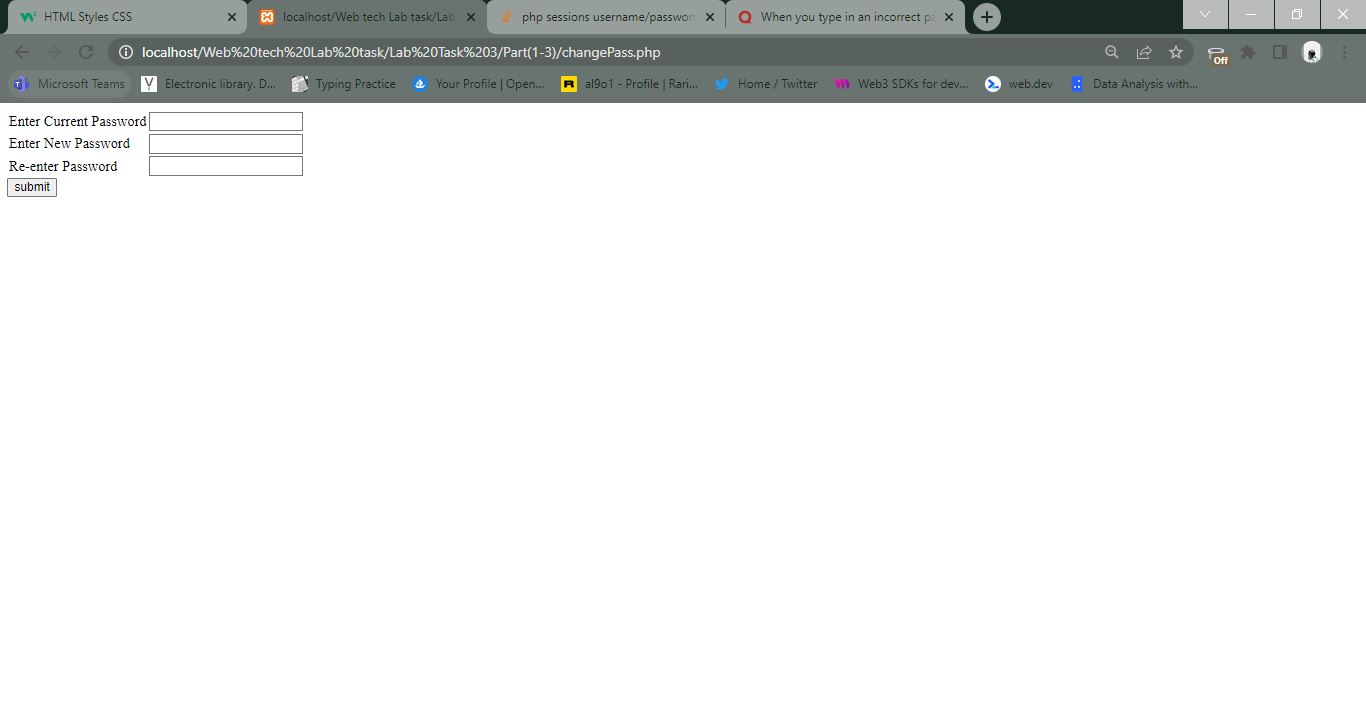 HTML Styles CSS
localhost/Web tech Lab task/Lab
php sessions username/password
When you type in an incorrect pa
localhost/Web%20tech%20Lab%20task/Lab%20Task%203/Part(1-3)/changePass.php
Off
Microsoft Teams
Electronic library. D...
Typing Practice
Your Profile | Open...
al9o1 - Profile | Rari...
Home / Twitter
Web3 SDKs for dev...
web.dev
Data Analysis with...
Enter Current Password
Enter New Password
Re-enter Password
submit